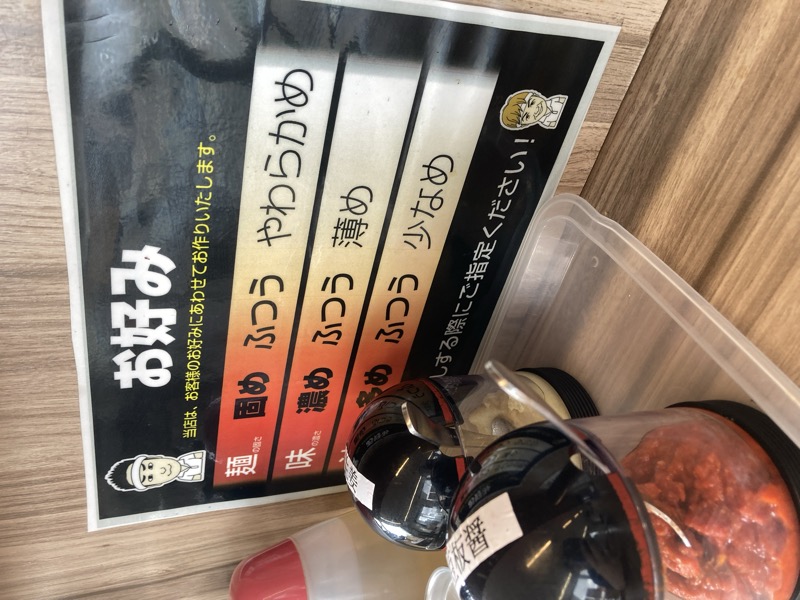 お好み
当店は、お客様のお好みにあわせてお作りいたします。
麺の固さ 固め ふつう やわらかめ
味の濃さ 濃め ふつう 薄め
多め ふつう 少なめ
しする際にご指定ください！
醤